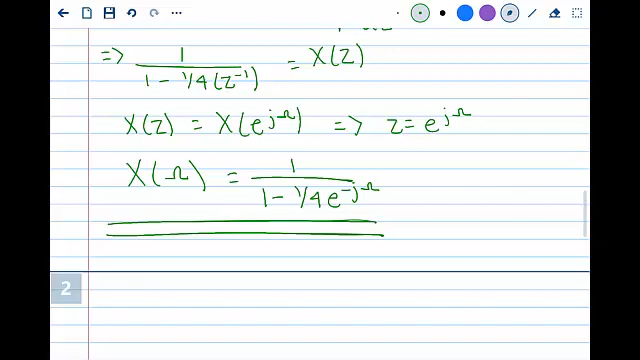 => 1 / (1 - 1/4(z⁻¹)) = X(z)
X(z) = X(e^jΩ) => z = e^jΩ
X(Ω) = 1 / (1 - 1/4 e^-jΩ)
2